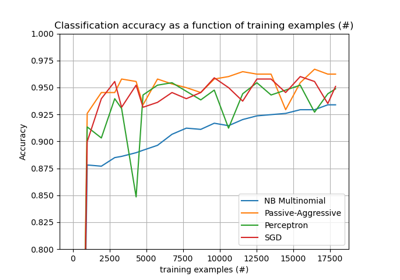 Classification accuracy as a function of training examples (#)
1.000
0.975
0.950
0.925
0.900
0.875
0.850
0.825
0.800
Accuracy
NB Multinomial
Passive-Aggressive
Perceptron
SGD
0 2500 5000 7500 10000 12500 15000 17500
training examples (#)